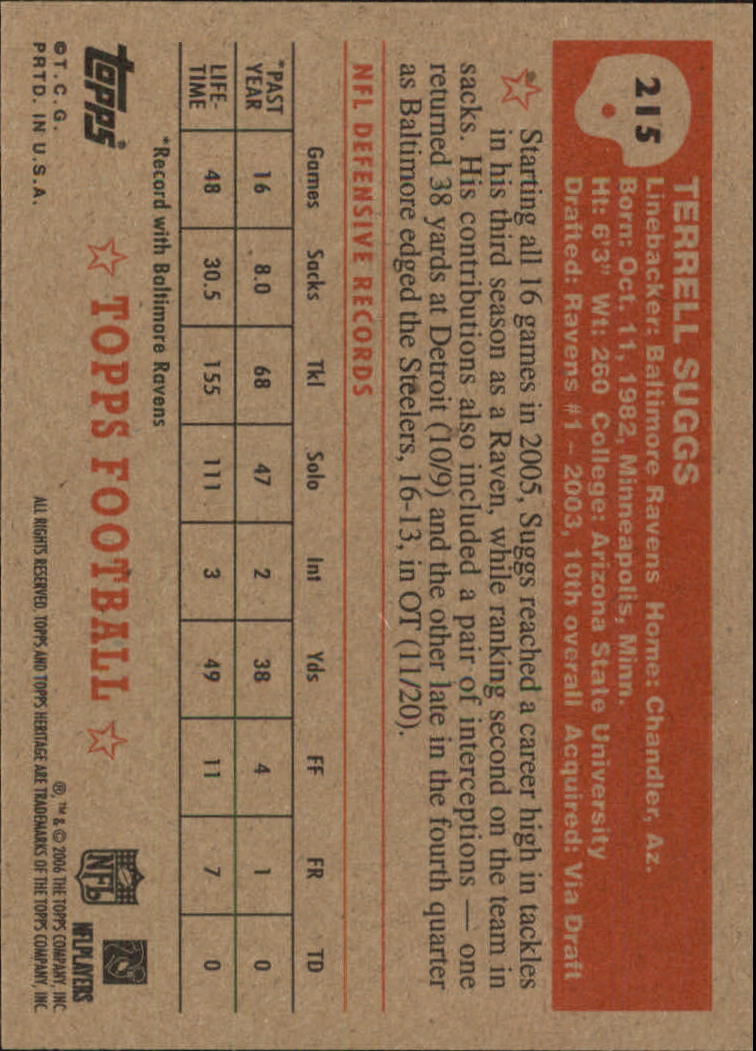 215
TERRELL SUGGS
Linebacker: Baltimore Ravens Home: Chandler, Az.
Born: Oct. 11, 1982, Minneapolis, Minn.
Ht: 6'3" Wt: 260 College: Arizona State University
Drafted: Ravens #1 – 2003, 10th overall Acquired: Via Draft
Starting all 16 games in 2005, Suggs reached a career high in tackles
in his third season as a Raven, while ranking second on the team in
sacks. His contributions also included a pair of interceptions — one
returned 38 yards at Detroit (10/9) and the other late in the fourth quarter
as Baltimore edged the Steelers, 16-13, in OT (11/20).
NFL DEFENSIVE RECORDS
Games Sacks Tkl Solo Int Yds FF FR TD
*PAST YEAR 16 8.0 68 47 2 38 4 1 0
LIFE-TIME 48 30.5 155 111 3 49 11 7 0
*Record with Baltimore Ravens
topps®
©T.C.G.
PRTD. IN U.S.A.
TOPPS FOOTBALL
NFL
NFLPLAYERS
®, ™ & © 2006 THE TOPPS COMPANY, INC
ALL RIGHTS RESERVED. TOPPS AND TOPPS HERITAGE ARE TRADEMARKS OF THE TOPPS COMPANY, INC.